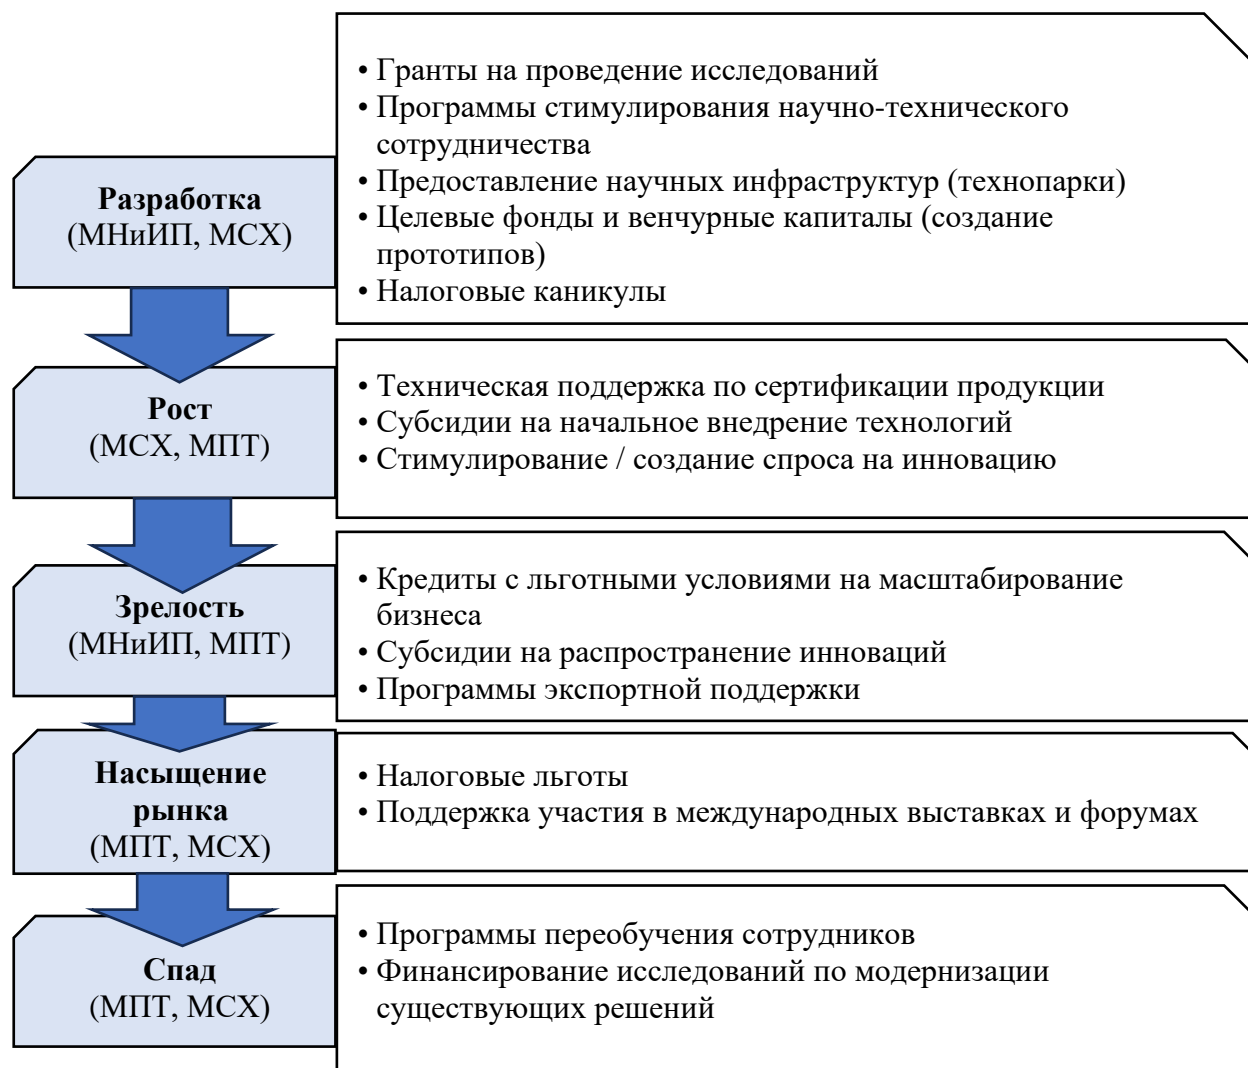 Разработка
(МНиИП, МСХ)
• Гранты на проведение исследований
• Программы стимулирования научно-технического
сотрудничества
• Предоставление научных инфраструктур (технопарки)
• Целевые фонды и венчурные капиталы (создание
прототипов)
• Налоговые каникулы
Рост
(МСХ, МПТ)
• Техническая поддержка по сертификации продукции
• Субсидии на начальное внедрение технологий
• Стимулирование / создание спроса на инновацию
Зрелость
(МНиИП, МПТ)
• Кредиты с льготными условиями на масштабирование
бизнеса
• Субсидии на распространение инноваций
• Программы экспортной поддержки
Насыщение
рынка
(МПТ, МСХ)
• Налоговые льготы
• Поддержка участия в международных выставках и форумах
Спад
(МПТ, МСХ)
• Программы переобучения сотрудников
• Финансирование исследований по модернизации
существующих решений